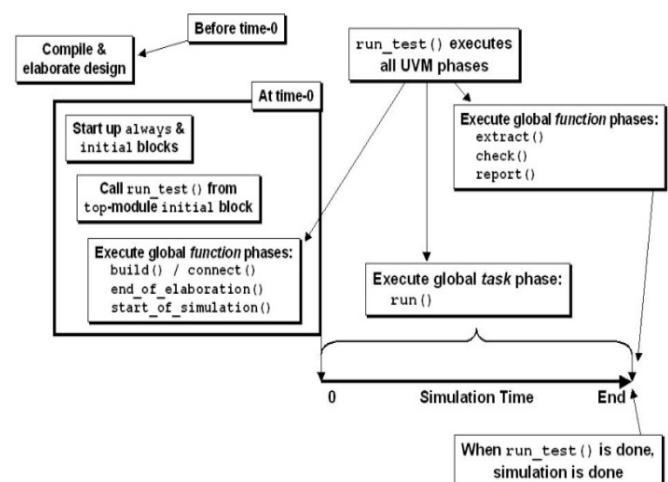 Before time-0
Compile &
elaborate design
run_test() executes
all UVM phases
At time-0
Start up always &
initial blocks
Call run_test() from
top-module initial block
Execute global function phases:
build() / connect()
end_of_elaboration()
start_of_simulation()
Execute global function phases:
extract()
check()
report()
Execute global task phase:
run()
0 Simulation Time End
When run_test() is done,
simulation is done